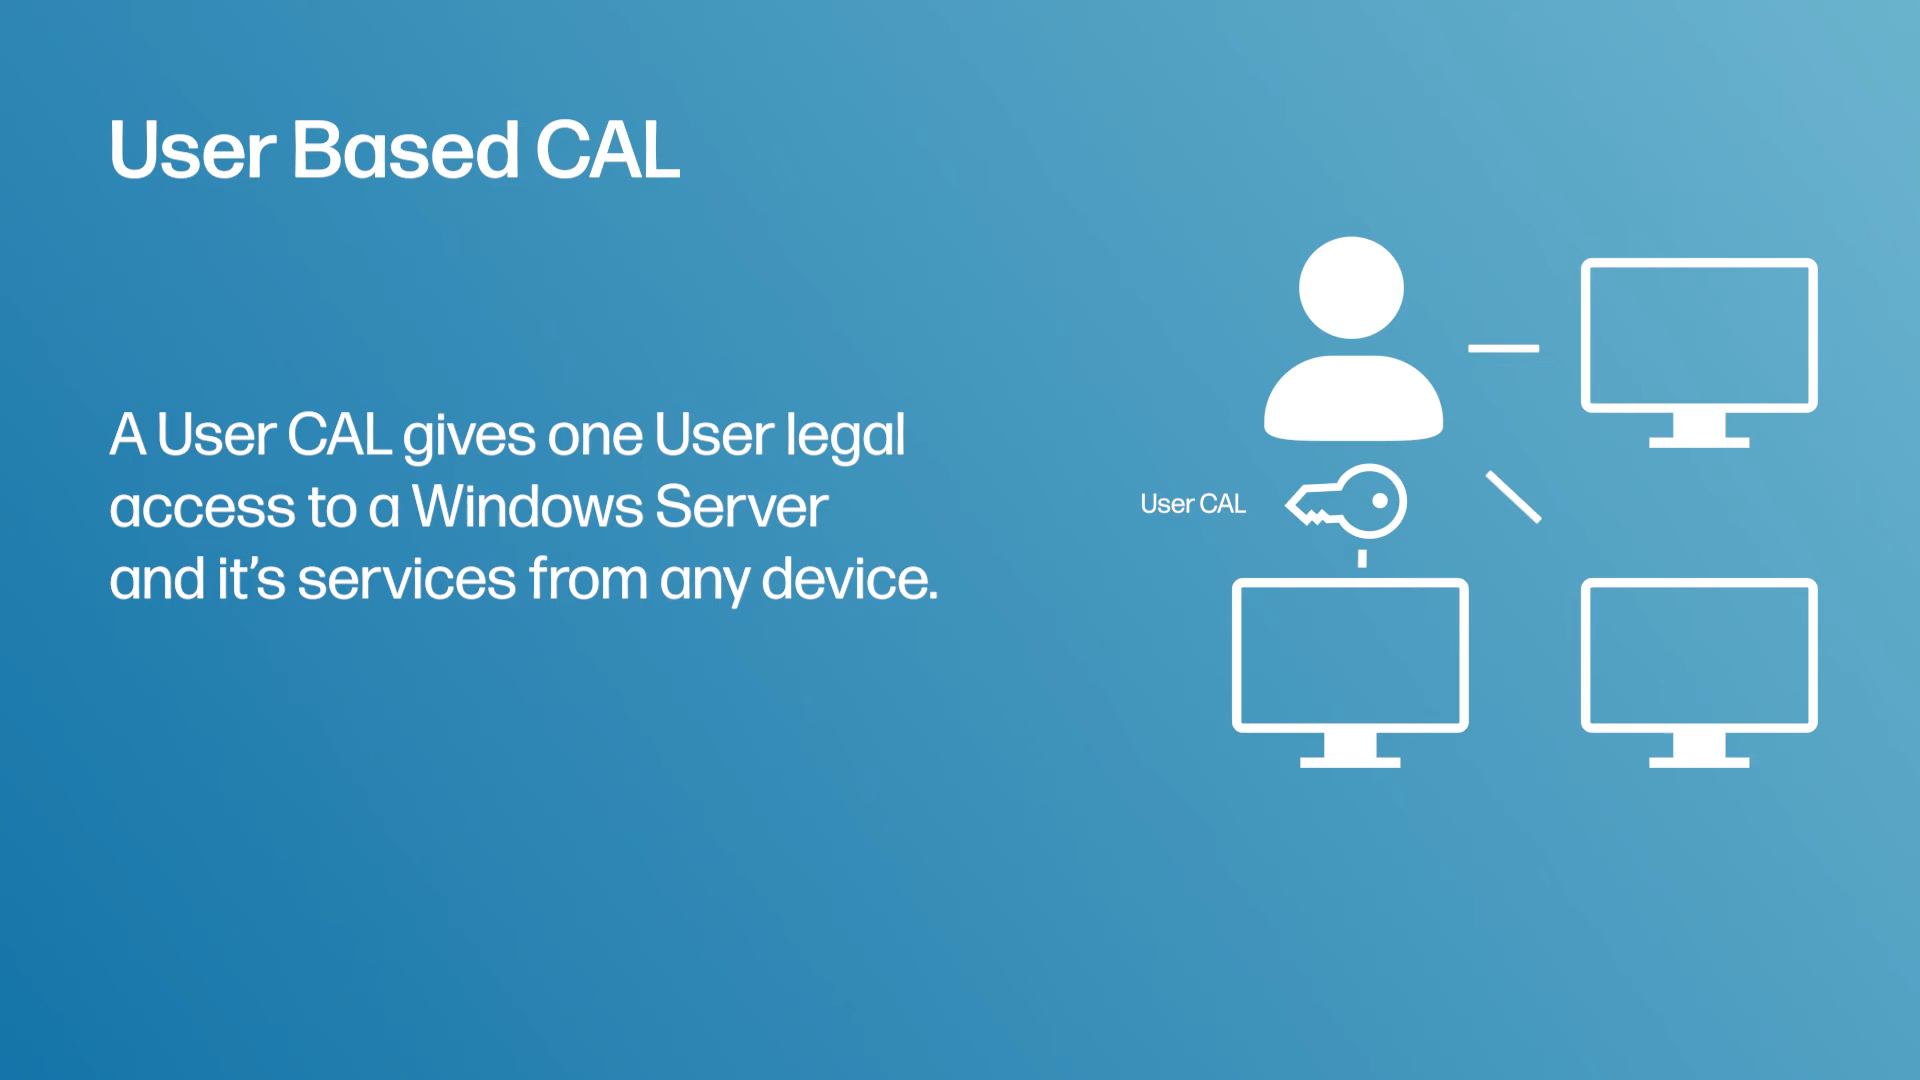 User Based CAL
A User CAL gives one User legal
access to a Windows Server
and it’s services from any device.
User CAL